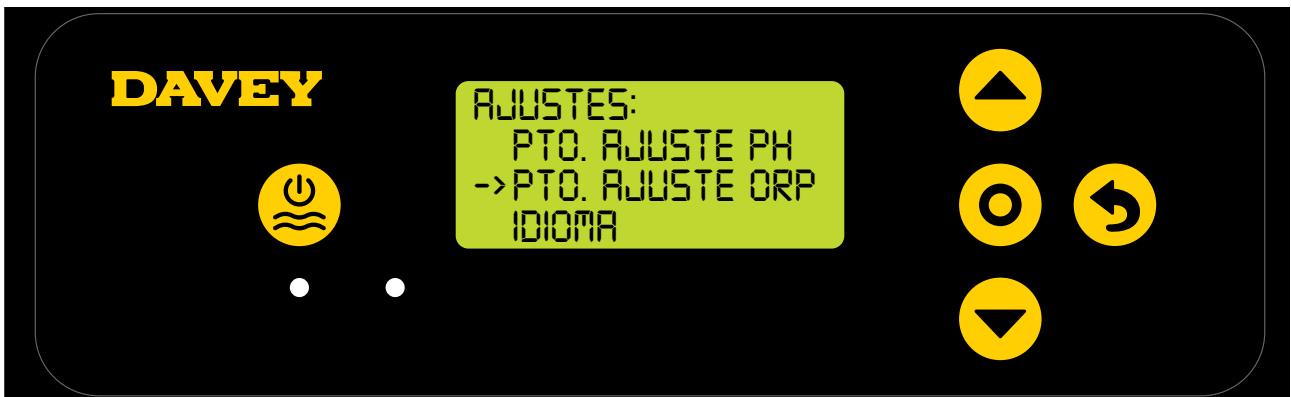 DAVEY
AJUSTES:
PTO. AJUSTE PH
->PTO. AJUSTE ORP
IDIOMA